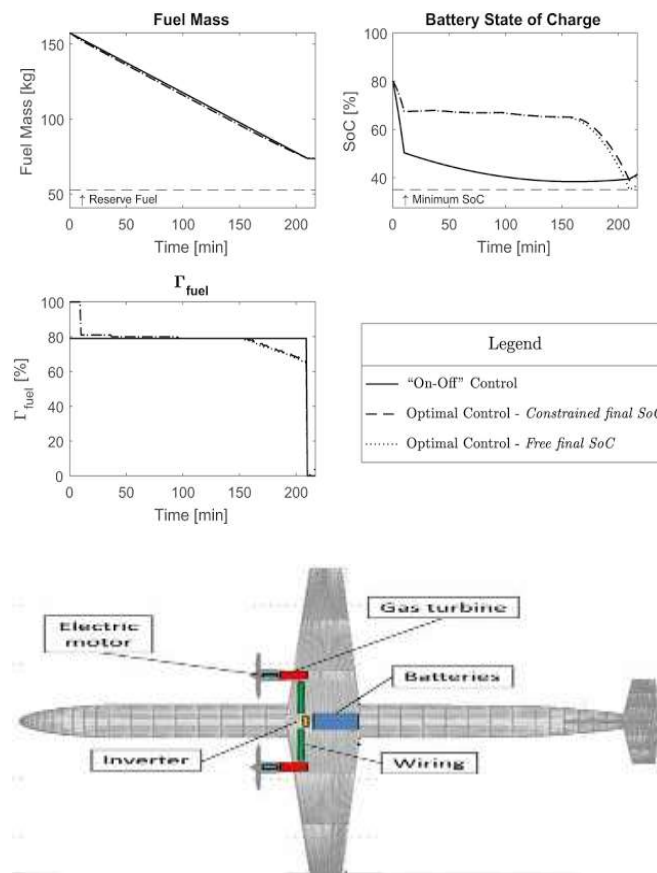 Fuel Mass
150
100
50
Fuel Mass [kg]
↑ Reserve Fuel
0 50 100 150 200
Time [min]
Battery State of Charge
100
80
60
40
SoC [%]
↑ Minimum SoC
0 50 100 150 200
Time [min]
Γfuel
100
80
60
40
20
0
Γfuel [%]
0 50 100 150 200
Time [min]
Legend
“On-Off” Control
Optimal Control - Constrained final SoC
Optimal Control - Free final SoC
Electric
motor
Gas turbine
Batteries
Inverter
Wiring